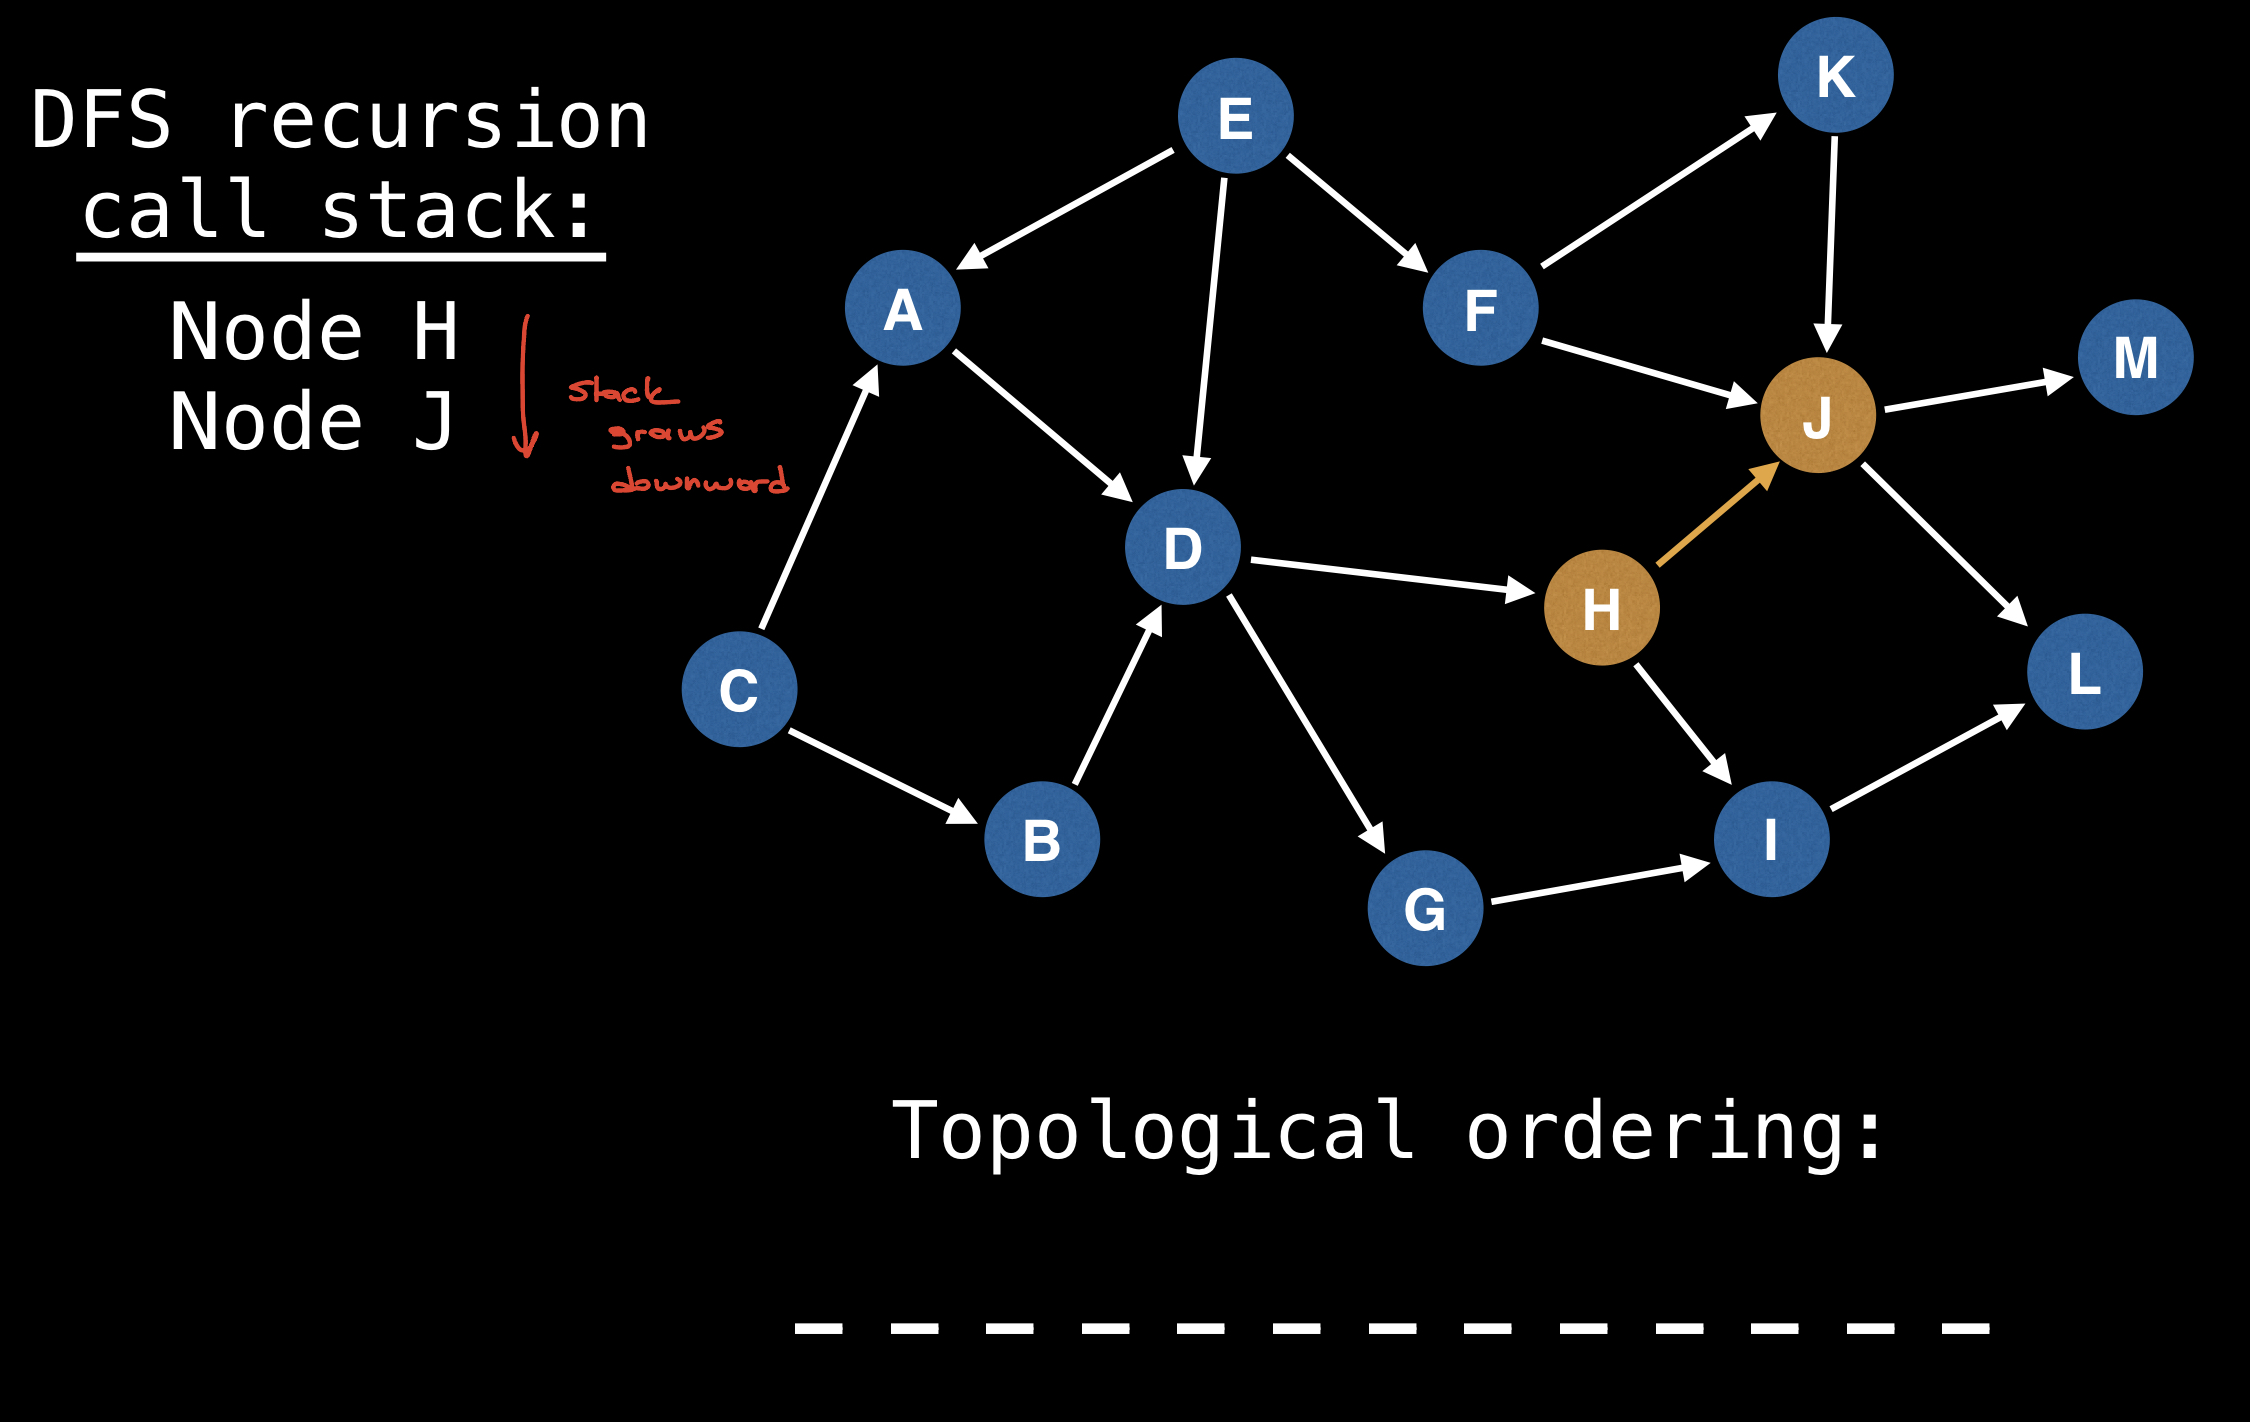 DFS recursion
call stack:
Node H
Node J
stack
grows
downward
E
K
A
F
M
J
D
H
C
L
B
I
G
Topological ordering: